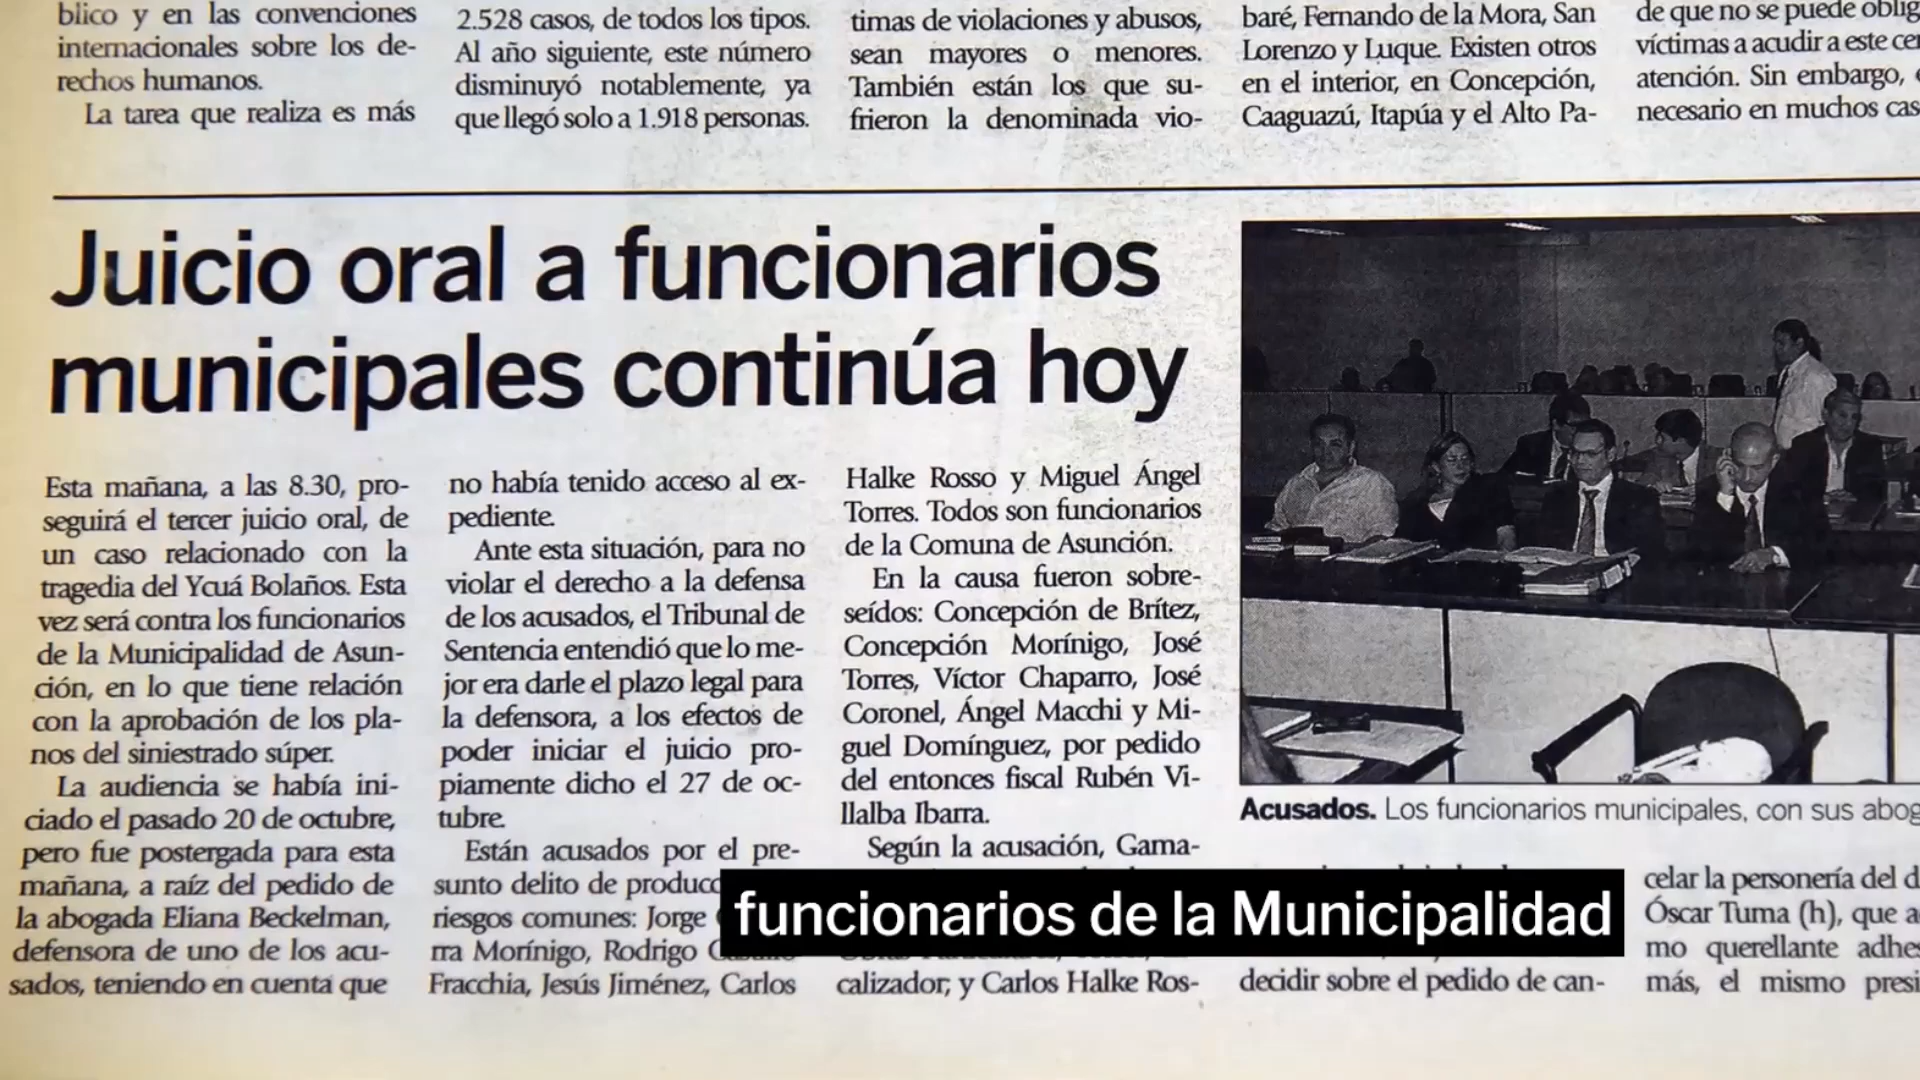 blico y en las convenciones
internacionales sobre los de-
rechos humanos.
La tarea que realiza es más
2.528 casos, de todos los tipos.
Al año siguiente, este número
disminuyó notablemente, ya
que llegó solo a 1.918 personas.
timas de violaciones y abusos,
sean mayores o menores.
También están los que su-
frieron la denominada vio-
baré, Fernando de la Mora, San
Lorenzo y Luque. Existen otros
en el interior, en Concepción,
Caaguazú, Itapúa y el Alto Pa-
de que no se puede
víctimas a acudir a este
atención. Sin embargo,
necesario en muchos
Juicio oral a funcionarios
municipales continúa hoy
Esta mañana, a las 8.30, pro-
seguirá el tercer juicio oral, de
un caso relacionado con la
tragedia del Ycuá Bolaños. Esta
vez será contra los funcionarios
de la Municipalidad de Asun-
ción, en lo que tiene relación
con la aprobación de los pla-
nos del siniestrado súper.
La audiencia se había ini-
ciado el pasado 20 de octubre,
pero fue postergada para esta
mañana, a raíz del pedido de
la abogada Eliana Beckelman,
defensora de uno de los acu-
sados, teniendo en cuenta que
no había tenido acceso al ex-
pediente.
Ante esta situación, para no
violar el derecho a la defensa
de los acusados, el Tribunal de
Sentencia entendió que lo me-
jor era darle el plazo legal para
la defensora, a los efectos de
poder iniciar el juicio pro-
piamente dicho el 27 de oc-
tubre.
Están acusados por el pre-
sunto delito de
riesgos comunes: Jorge
rra Morínigo, Rodrigo
Fracchia, Jesús Jiménez, Carlos
Halke Rosso y Miguel Ángel
Torres. Todos son funcionarios
de la Comuna de Asunción.
En la causa fueron sobre-
seídos: Concepción de Brítez,
Concepción Morínigo, José
Torres, Víctor Chaparro, José
Coronel, Ángel Macchi y Mi-
guel Domínguez, por pedido
del entonces fiscal Rubén Vi-
llalba Ibarra.
Según la acusación, Gama-
calizador; y Carlos Halke Ros-
Acusados. Los funcionarios municipales, con sus
decidir sobre el pedido de can-
celar la personería del
Óscar Tuma (h), que
mo querellante
más, el mismo
funcionarios de la Municipalidad